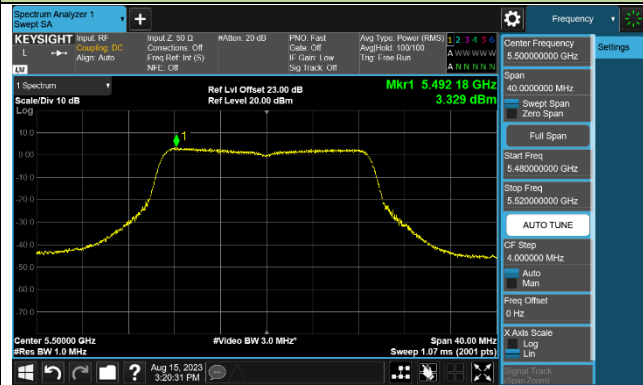 Spectrum Analyzer 1
Swept SA
+
Frequency
KEYSIGHT
L
LXI
Input: RF
Coupling: DC
Align: Auto
Input Z: 50 Ω
Corrections: Off
Freq Ref: Int (S)
NFE: Off
#Atten: 20 dB
PNO: Fast
Gate: Off
IF Gain: Low
Sig Track: Off
Avg Type: Power (RMS)
Avg|Hold: 100/100
Trig: Free Run
1 2 3 4 5 6
A W W W W W
A N N N N N
Center Frequency
5.500000000 GHz
Settings
Span
40.0000000 MHz
Swept Span
Zero Span
Full Span
Start Freq
5.480000000 GHz
Stop Freq
5.520000000 GHz
AUTO TUNE
CF Step
4.000000 MHz
Auto
Man
Freq Offset
0 Hz
X Axis Scale
Log
Lin
Signal Track
(Span Zoom)
1 Spectrum
Scale/Div 10 dB
Log
Ref Lvl Offset 23.00 dB
Ref Level 20.00 dBm
Mkr1 5.492 18 GHz
3.329 dBm
1
10.0
0.00
-10.0
-20.0
-30.0
-40.0
-50.0
-60.0
-70.0
Center 5.50000 GHz
#Res BW 1.0 MHz
#Video BW 3.0 MHz*
Span 40.00 MHz
Sweep 1.07 ms (2001 pts)
?
Aug 15, 2023
3:20:31 PM